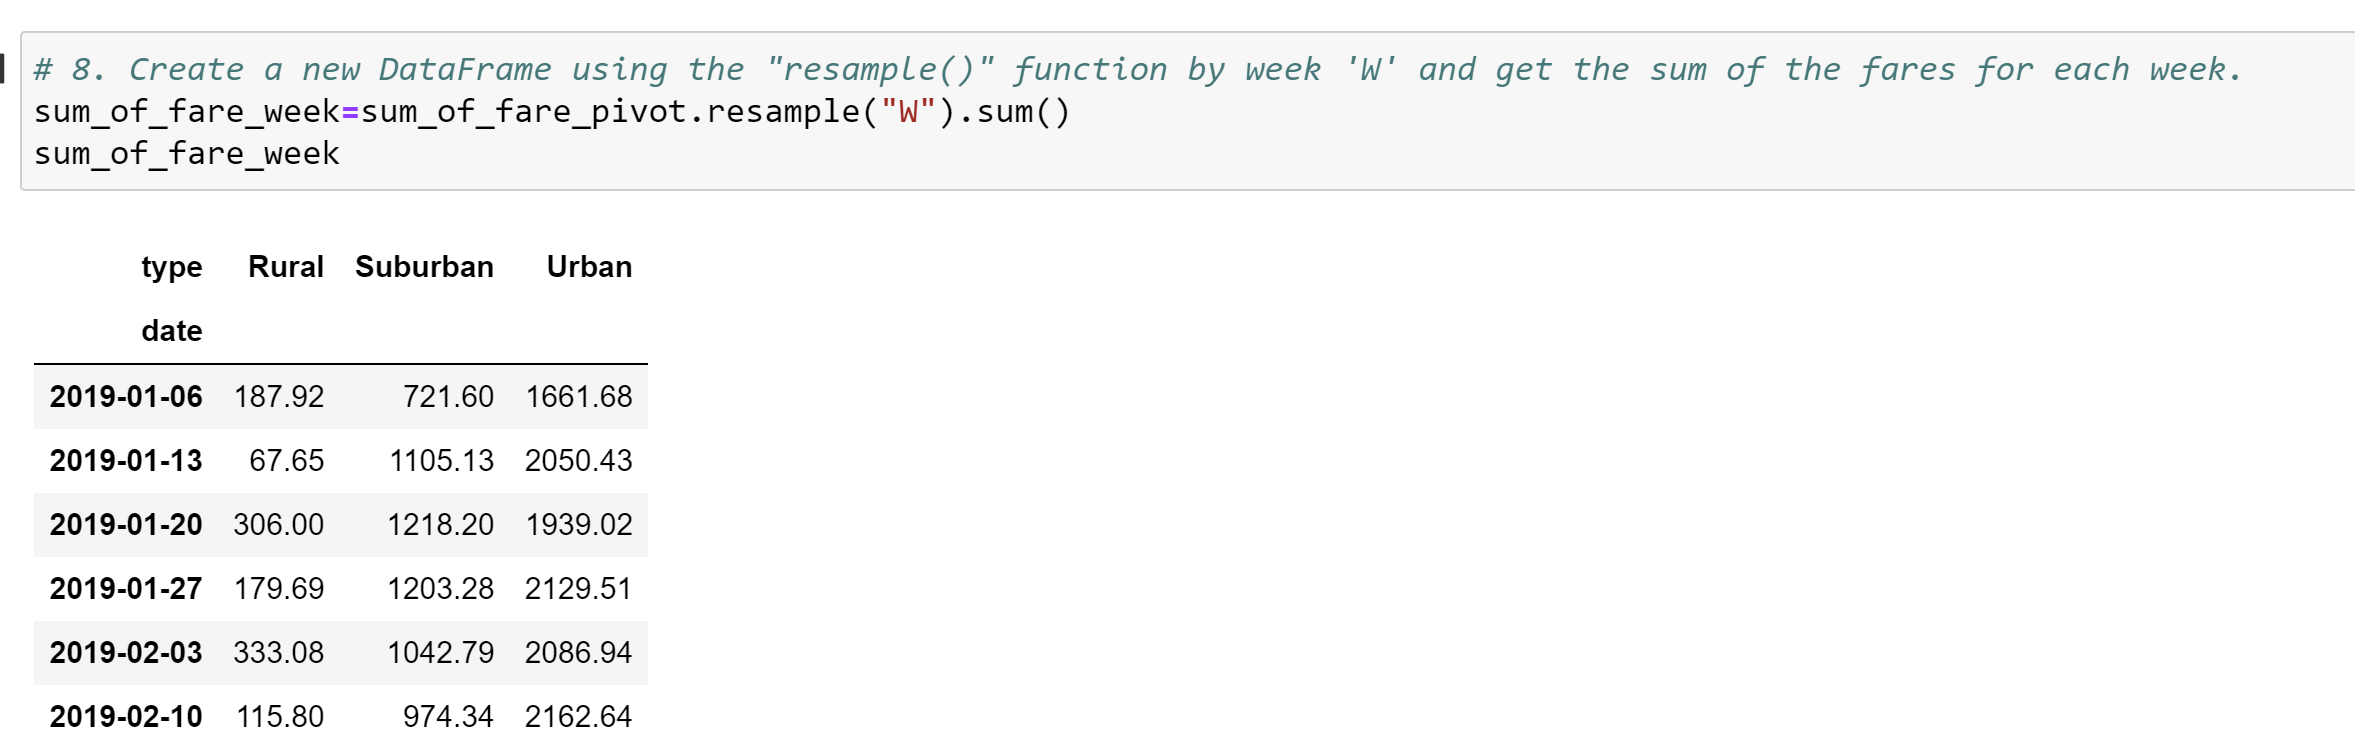 # 8. Create a new DataFrame using the "resample()" function by week 'W' and get the sum of the fares for each week.
sum_of_fare_week=sum_of_fare_pivot.resample("W").sum()
sum_of_fare_week
type Rural Suburban Urban
date
2019-01-06 187.92 721.60 1661.68
2019-01-13 67.65 1105.13 2050.43
2019-01-20 306.00 1218.20 1939.02
2019-01-27 179.69 1203.28 2129.51
2019-02-03 333.08 1042.79 2086.94
2019-02-10 115.80 974.34 2162.64